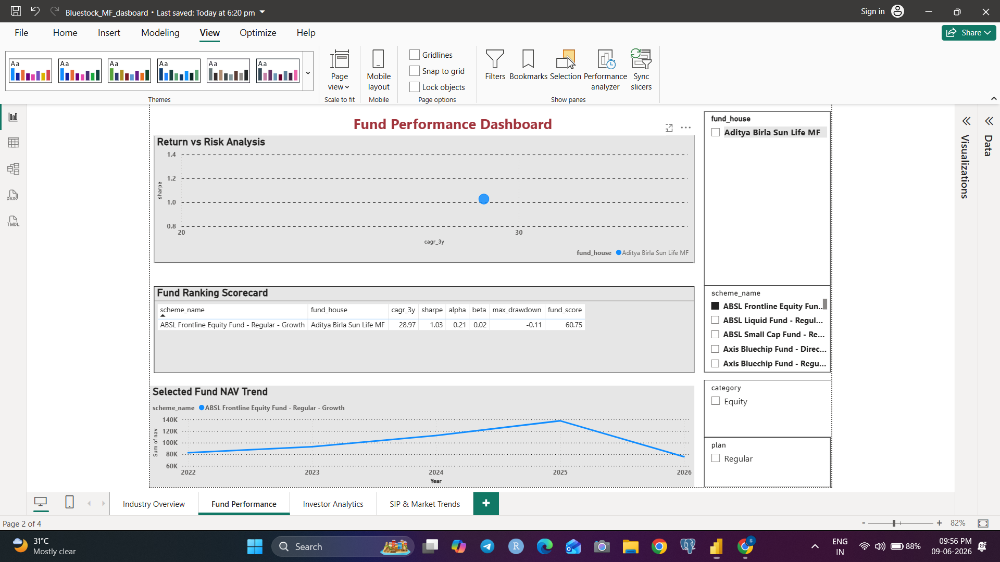 Bluestock_MF_dasboard • Last saved: Today at 6:20 pm
Sign in
File Home Insert Modeling View Optimize Help
Share
Aa Aa Aa Aa Aa Aa
Themes
Page view
Scale to fit
Mobile layout
Mobile
Gridlines
Snap to grid
Lock objects
Page options
Filters
Bookmarks
Selection
Performance analyzer
Sync slicers
Show panes
DAX
TMDL
Fund Performance Dashboard
Return vs Risk Analysis
1.4
1.2
1.0
0.8
sharpe
20 30
cagr_3y
fund_house Aditya Birla Sun Life MF
Fund Ranking Scorecard
scheme_name fund_house cagr_3y sharpe alpha beta max_drawdown fund_score
ABSL Frontline Equity Fund - Regular - Growth Aditya Birla Sun Life MF 28.97 1.03 0.21 0.02 -0.11 60.75
Selected Fund NAV Trend
scheme_name ABSL Frontline Equity Fund - Regular - Growth
140K
120K
100K
80K
60K
Sum of nav
2022 2023 2024 2025 2026
Year
fund_house
Aditya Birla Sun Life MF
scheme_name
ABSL Frontline Equity Fun...
ABSL Liquid Fund - Regul...
ABSL Small Cap Fund - Re...
Axis Bluechip Fund - Direc...
Axis Bluechip Fund - Regu...
category
Equity
plan
Regular
Visualizations
Data
Industry Overview Fund Performance Investor Analytics SIP & Market Trends +
Page 2 of 4
- + 82%
31°C
Mostly clear
Search
R
S
ENG
IN
88%
09:56 PM
09-06-2026